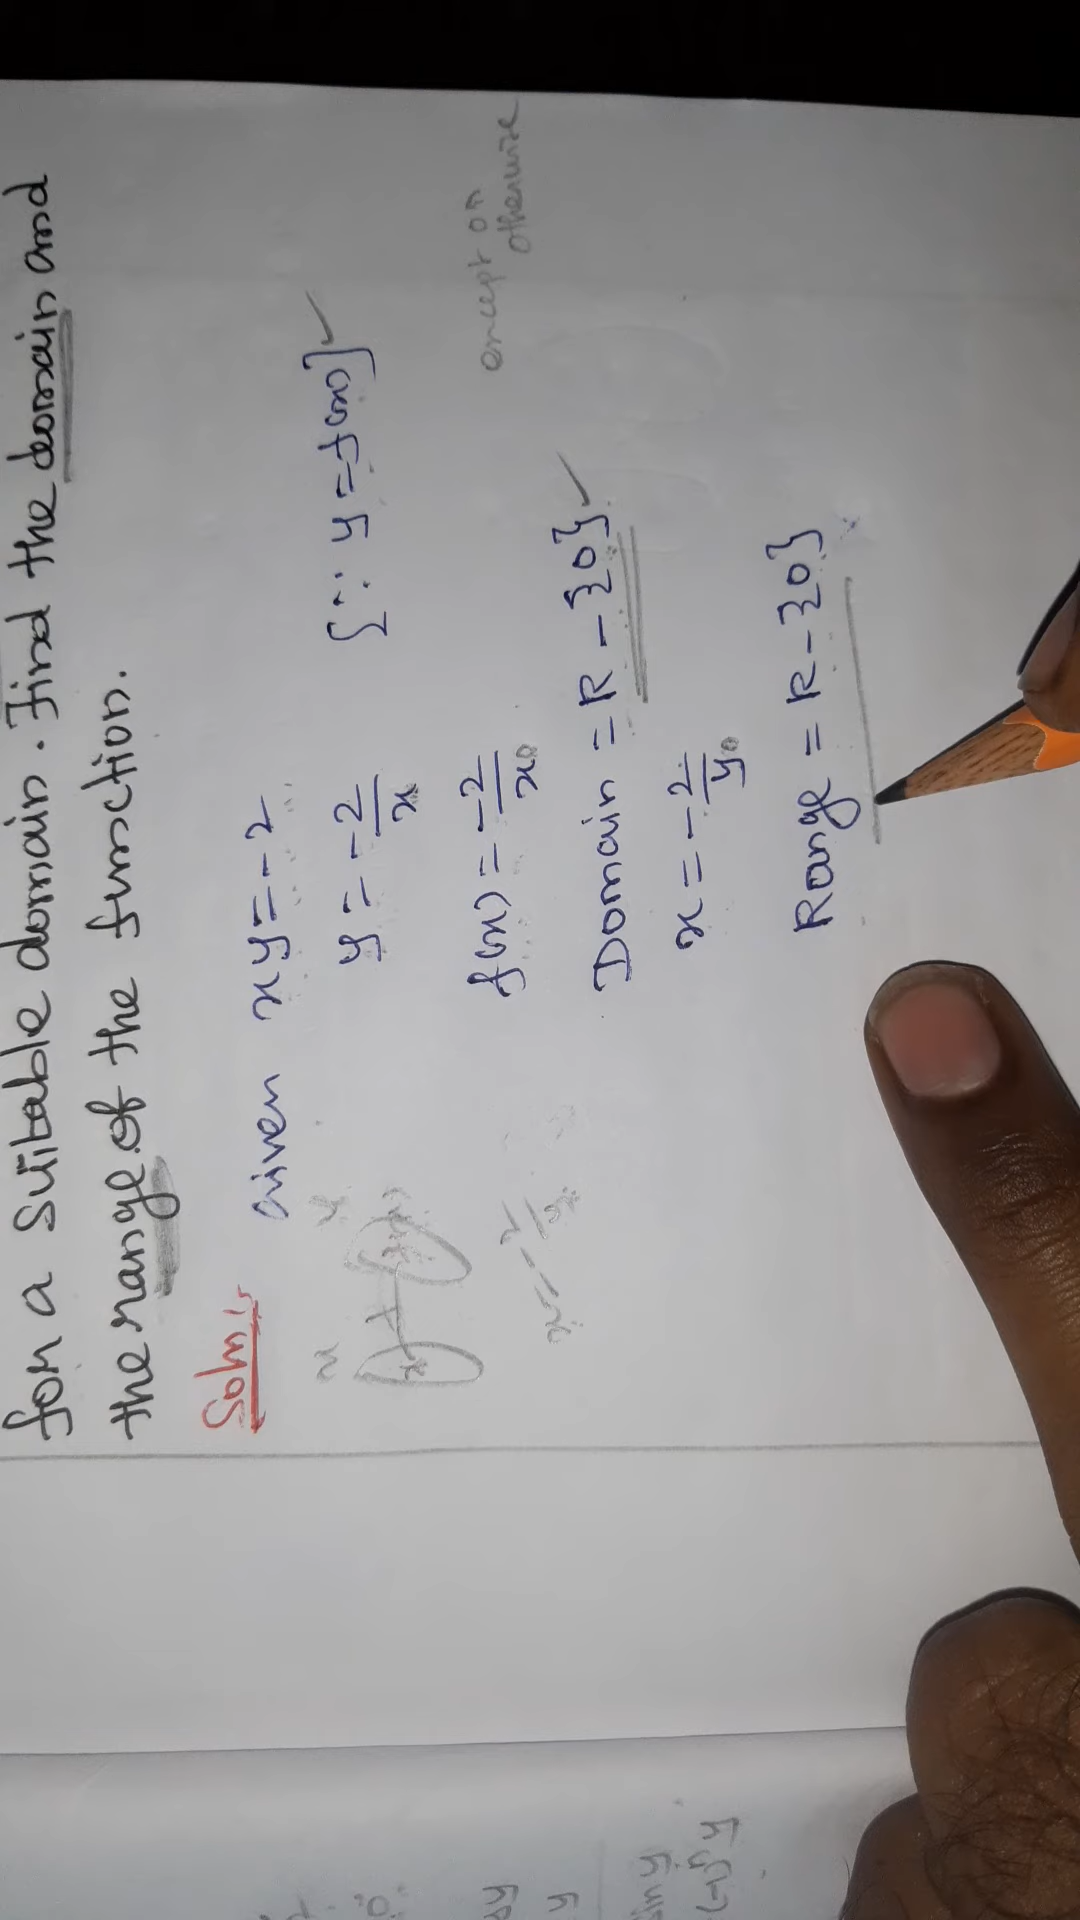 for a suitable domain. Find the domain and
the range of the function.
Soln:
Given xy = -2
y = -2/x [∵ y = f(x)] ✓
f(x) = -2/x
except on
otherwise
Domain = R - {0} ✓
x = -2/y
Range = R - {0}
x = -2/y